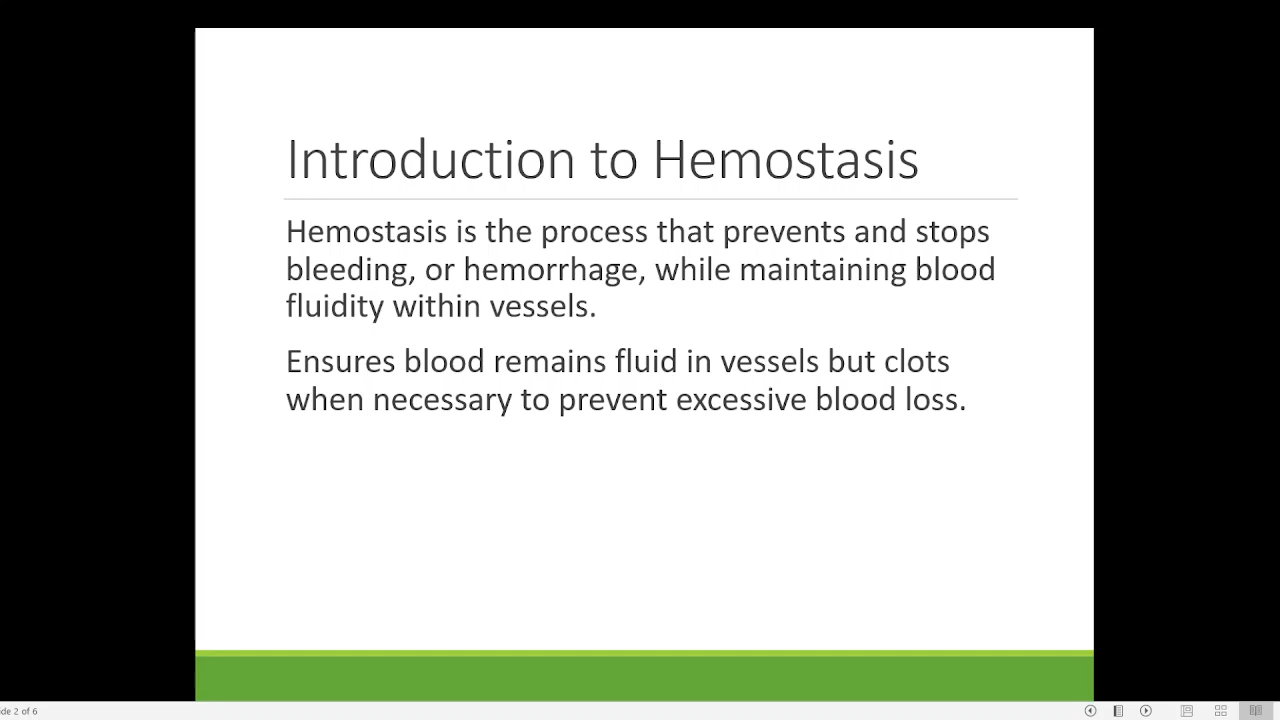 Introduction to Hemostasis
Hemostasis is the process that prevents and stops
bleeding, or hemorrhage, while maintaining blood
fluidity within vessels.
Ensures blood remains fluid in vessels but clots
when necessary to prevent excessive blood loss.
ide 2 of 6